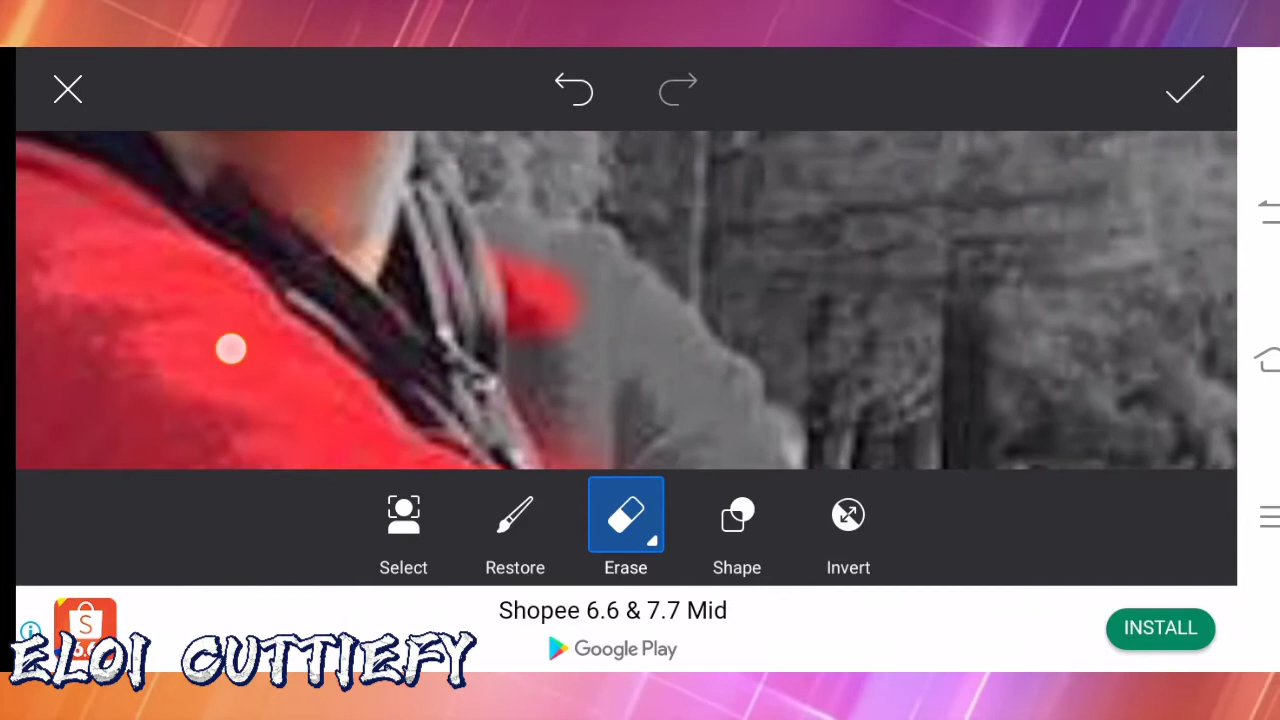 Select
Restore
Erase
Shape
Invert
Shopee 6.6 & 7.7 Mid
Google Play
INSTALL
ELOI CUTTIEFY